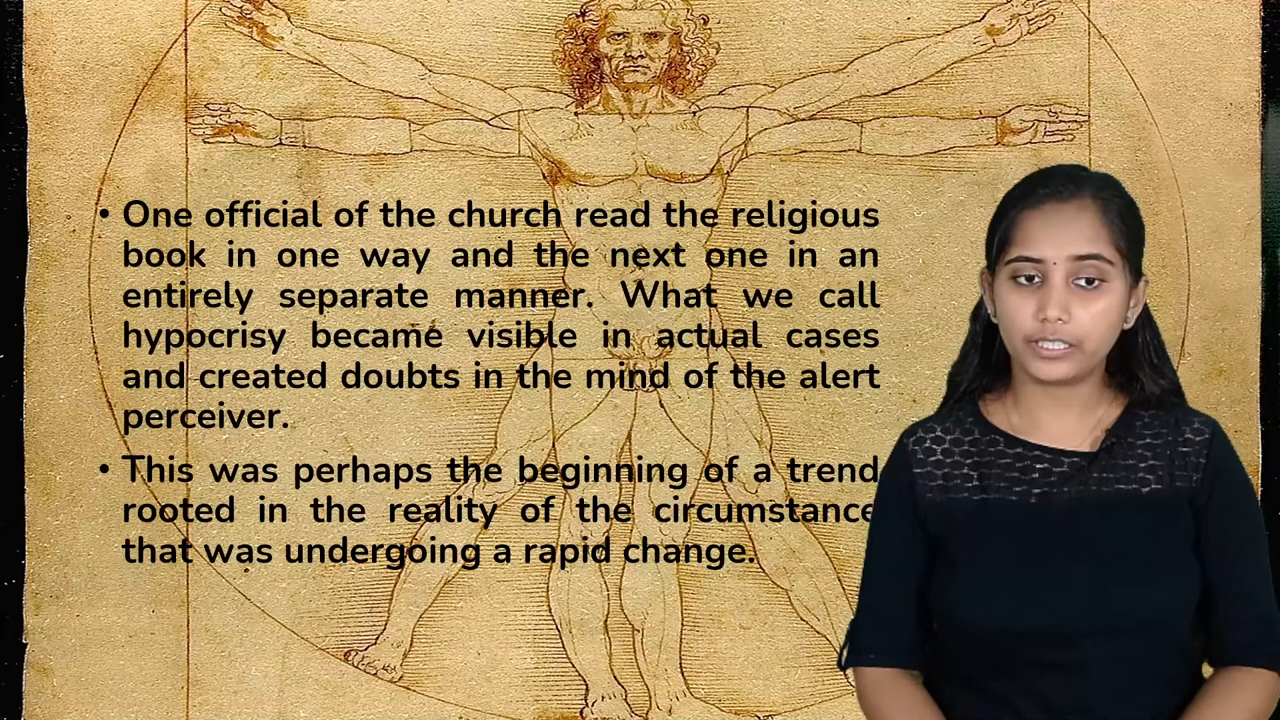 • One official of the church read the religious
book in one way and the next one in an
entirely separate manner. What we call
hypocrisy became visible in actual cases
and created doubts in the mind of the alert
perceiver.
• This was perhaps the beginning of a trend
rooted in the reality of the circumstance
that was undergoing a rapid change.